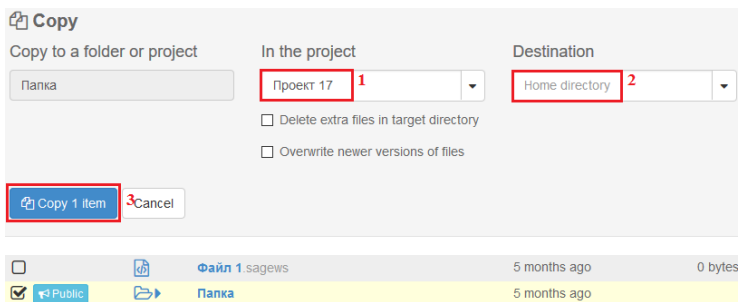 Copy
Copy to a folder or project In the project Destination
Папка Проект 17 1 Home directory 2
Delete extra files in target directory
Overwrite newer versions of files
Copy 1 item 3 Cancel
Файл 1.sagews 5 months ago 0 bytes
Public Папка 5 months ago